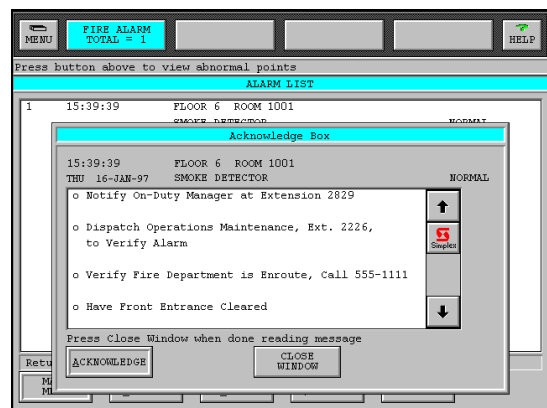 MENU
FIRE ALARM
TOTAL = 1
HELP
Press button above to view abnormal points
ALARM LIST
1 15:39:39 FLOOR 6 ROOM 1001
SMOKE DETECTOR NORMAL
Acknowledge Box
15:39:39 FLOOR 6 ROOM 1001
THU 16-JAN-97 SMOKE DETECTOR NORMAL
o Notify On-Duty Manager at Extension 2829
o Dispatch Operations Maintenance, Ext. 2226,
to Verify Alarm
Simplex
o Verify Fire Department is Enroute, Call 555-1111
o Have Front Entrance Cleared
Press Close Window when done reading message
ACKNOWLEDGE
CLOSE
WINDOW